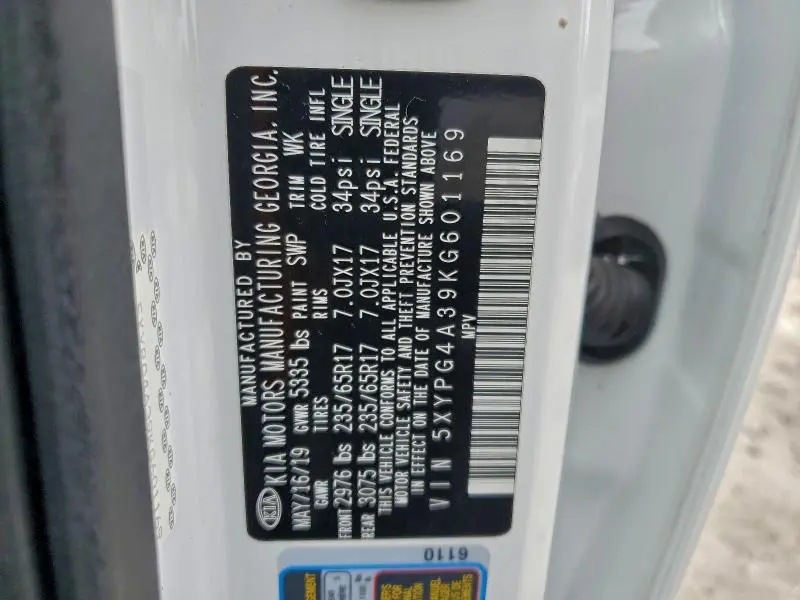 MANUFACTURED BY
KIA KIA MOTORS MANUFACTURING GEORGIA, INC.
MAY/16/19 GVWR 5335 lbs PAINT SWP TRIM WK
GAWR TIRES RIMS COLD TIRE INFL
FRONT 2976 lbs 235/65R17 7.0JX17 34psi SINGLE
REAR 3075 lbs 235/65R17 7.0JX17 34psi SINGLE
THIS VEHICLE CONFORMS TO ALL APPLICABLE U.S.A. FEDERAL
MOTOR VEHICLE SAFETY AND THEFT PREVENTION STANDARDS
IN EFFECT ON THE DATE OF MANUFACTURE SHOWN ABOVE
VIN 5XYPG4A39KG601169
MPV
6110